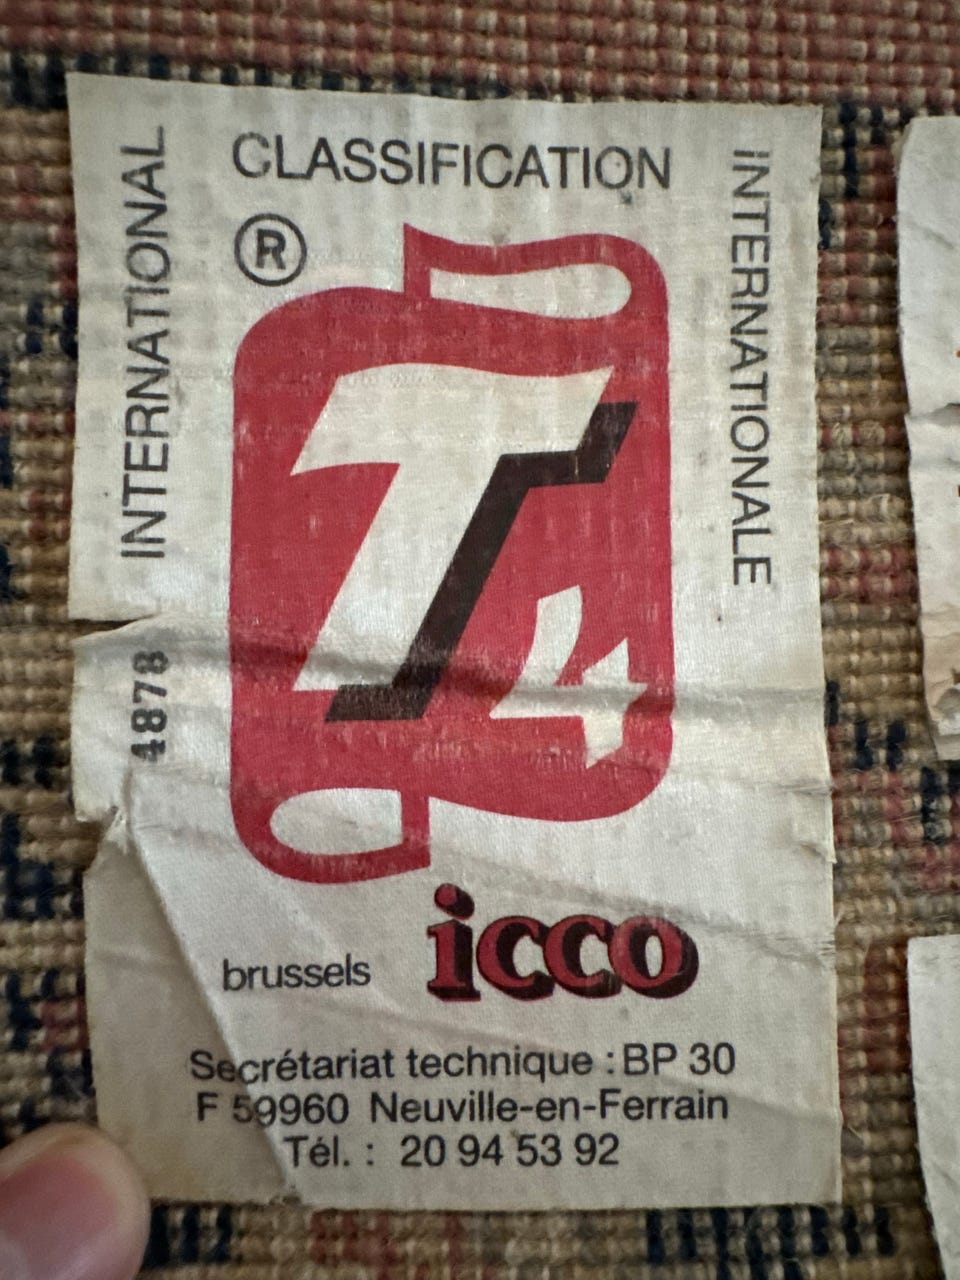 CLASSIFICATION
INTERNATIONAL
INTERNATIONALE
®
T4
4878
brussels icco
Secrétariat technique : BP 30
F 59960 Neuville-en-Ferrain
Tél. : 20 94 53 92